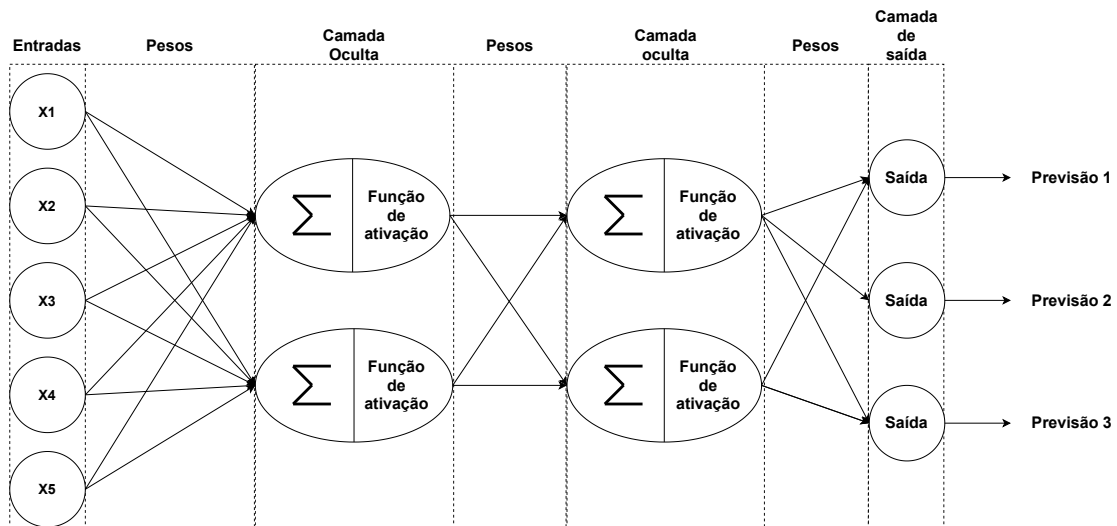 Entradas
Pesos
Camada
Oculta
Pesos
Camada
oculta
Pesos
Camada
de
saída
X1
X2
X3
X4
X5
∑
Função
de
ativação
∑
Função
de
ativação
∑
Função
de
ativação
∑
Função
de
ativação
Saída
Previsão 1
Saída
Previsão 2
Saída
Previsão 3